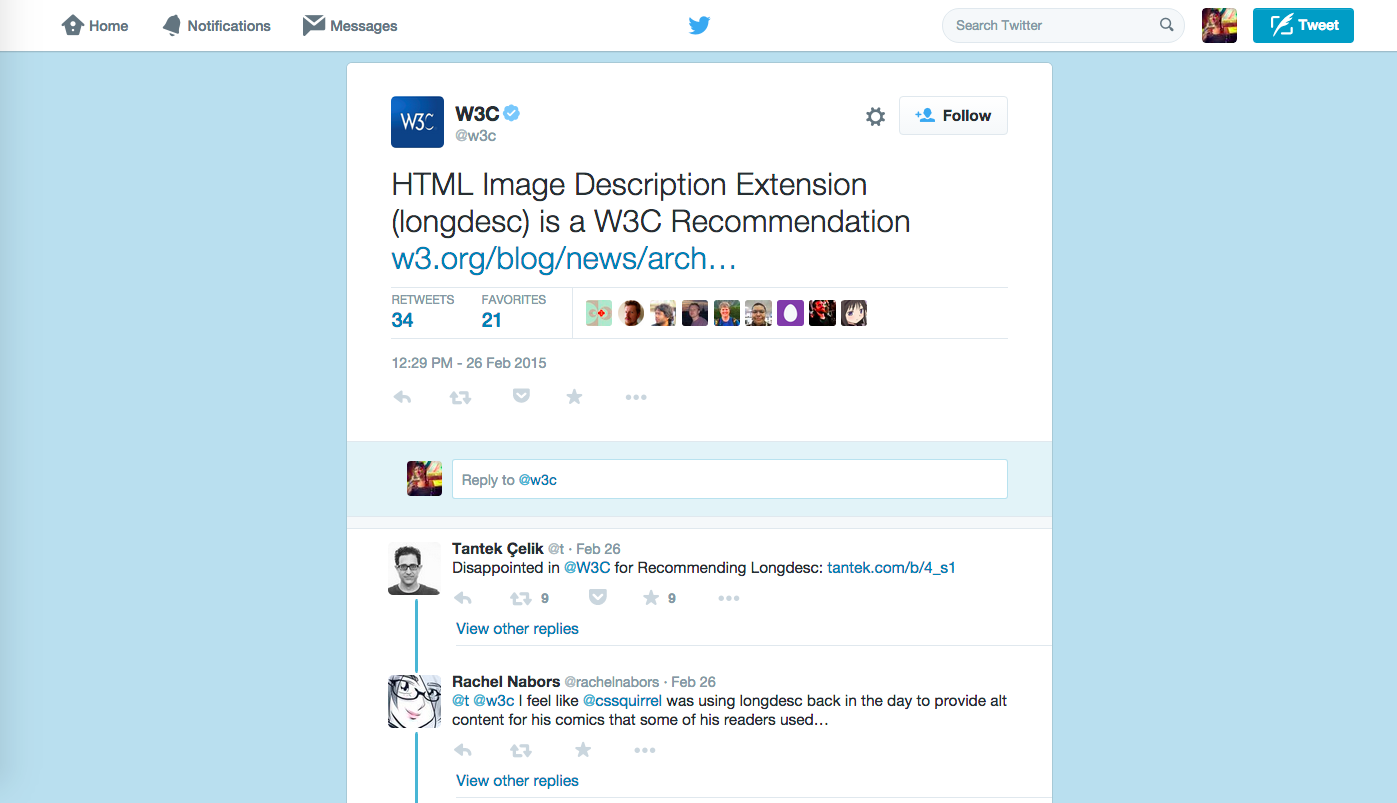 Home Notifications Messages Search Twitter Tweet
W3C
W3C
@w3c
Follow
HTML Image Description Extension
(longdesc) is a W3C Recommendation
w3.org/blog/news/arch…
RETWEETS FAVORITES
34 21
12:29 PM - 26 Feb 2015
Reply to @w3c
Tantek Çelik @t · Feb 26
Disappointed in @W3C for Recommending Longdesc: tantek.com/b/4_s1
9 9
View other replies
Rachel Nabors @rachelnabors · Feb 26
@t @w3c I feel like @cssquirrel was using longdesc back in the day to provide alt
content for his comics that some of his readers used…
View other replies